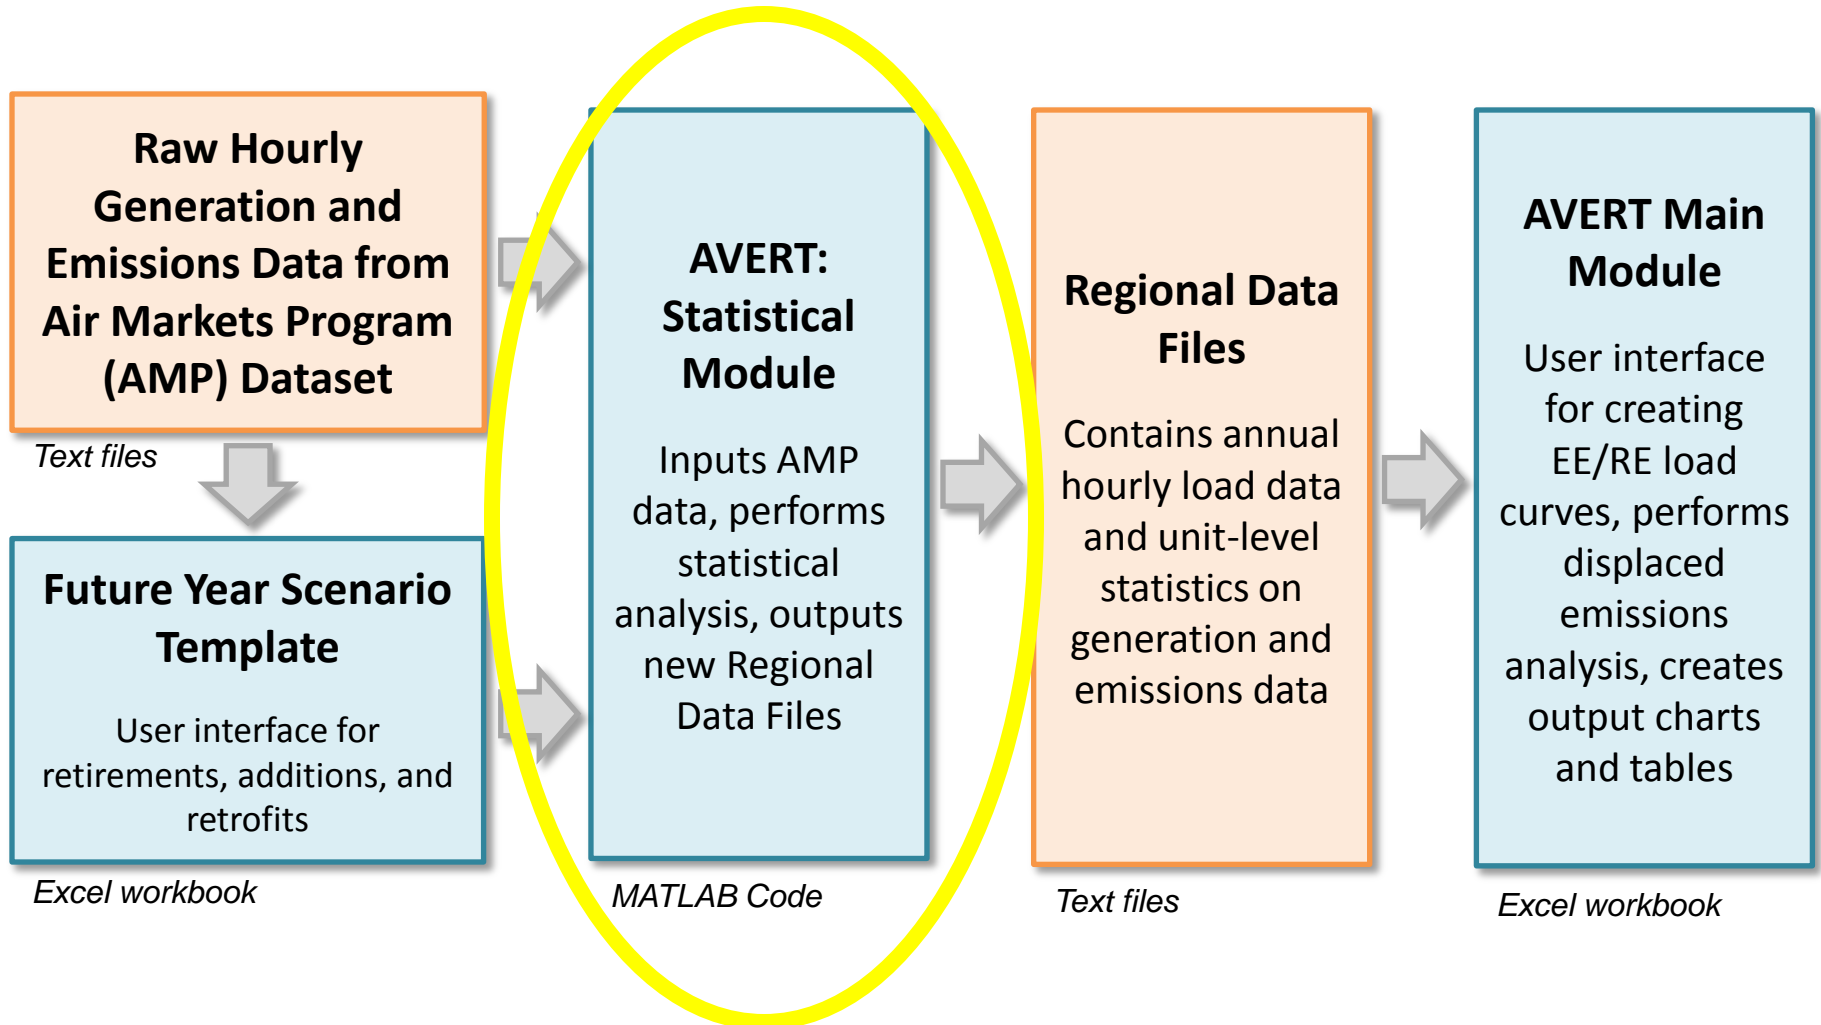 Raw Hourly
Generation and
Emissions Data from
Air Markets Program
(AMP) Dataset
Text files
Future Year Scenario
Template
User interface for
retirements, additions, and
retrofits
Excel workbook
AVERT:
Statistical
Module
Inputs AMP
data, performs
statistical
analysis, outputs
new Regional
Data Files
MATLAB Code
Regional Data
Files
Contains annual
hourly load data
and unit-level
statistics on
generation and
emissions data
Text files
AVERT Main
Module
User interface
for creating
EE/RE load
curves, performs
displaced
emissions
analysis, creates
output charts
and tables
Excel workbook